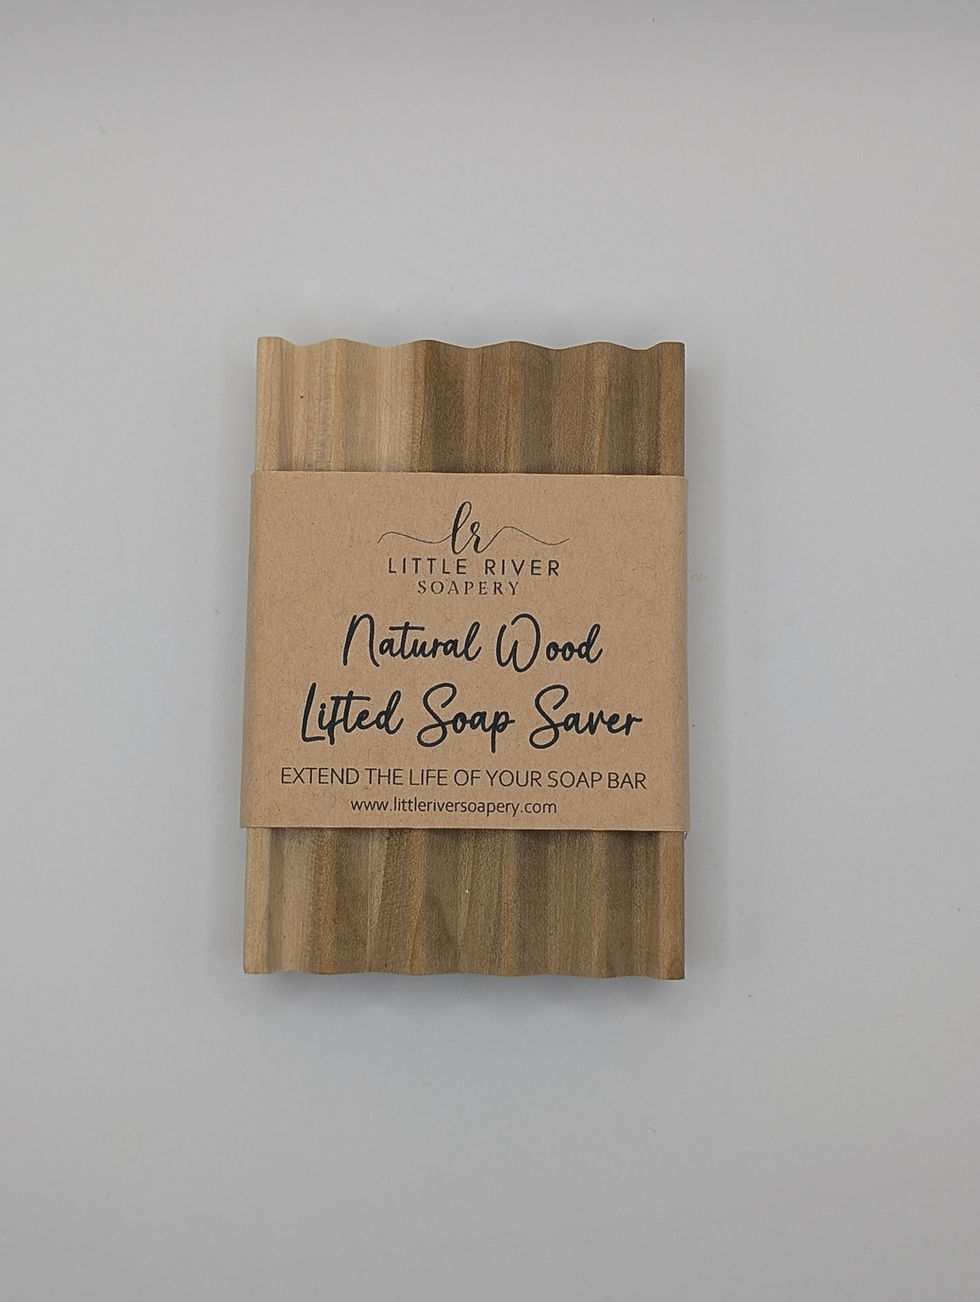 lr
LITTLE RIVER
SOAPERY
Natural Wood
Lifted Soap Saver
EXTEND THE LIFE OF YOUR SOAP BAR
www.littleriversoapery.com